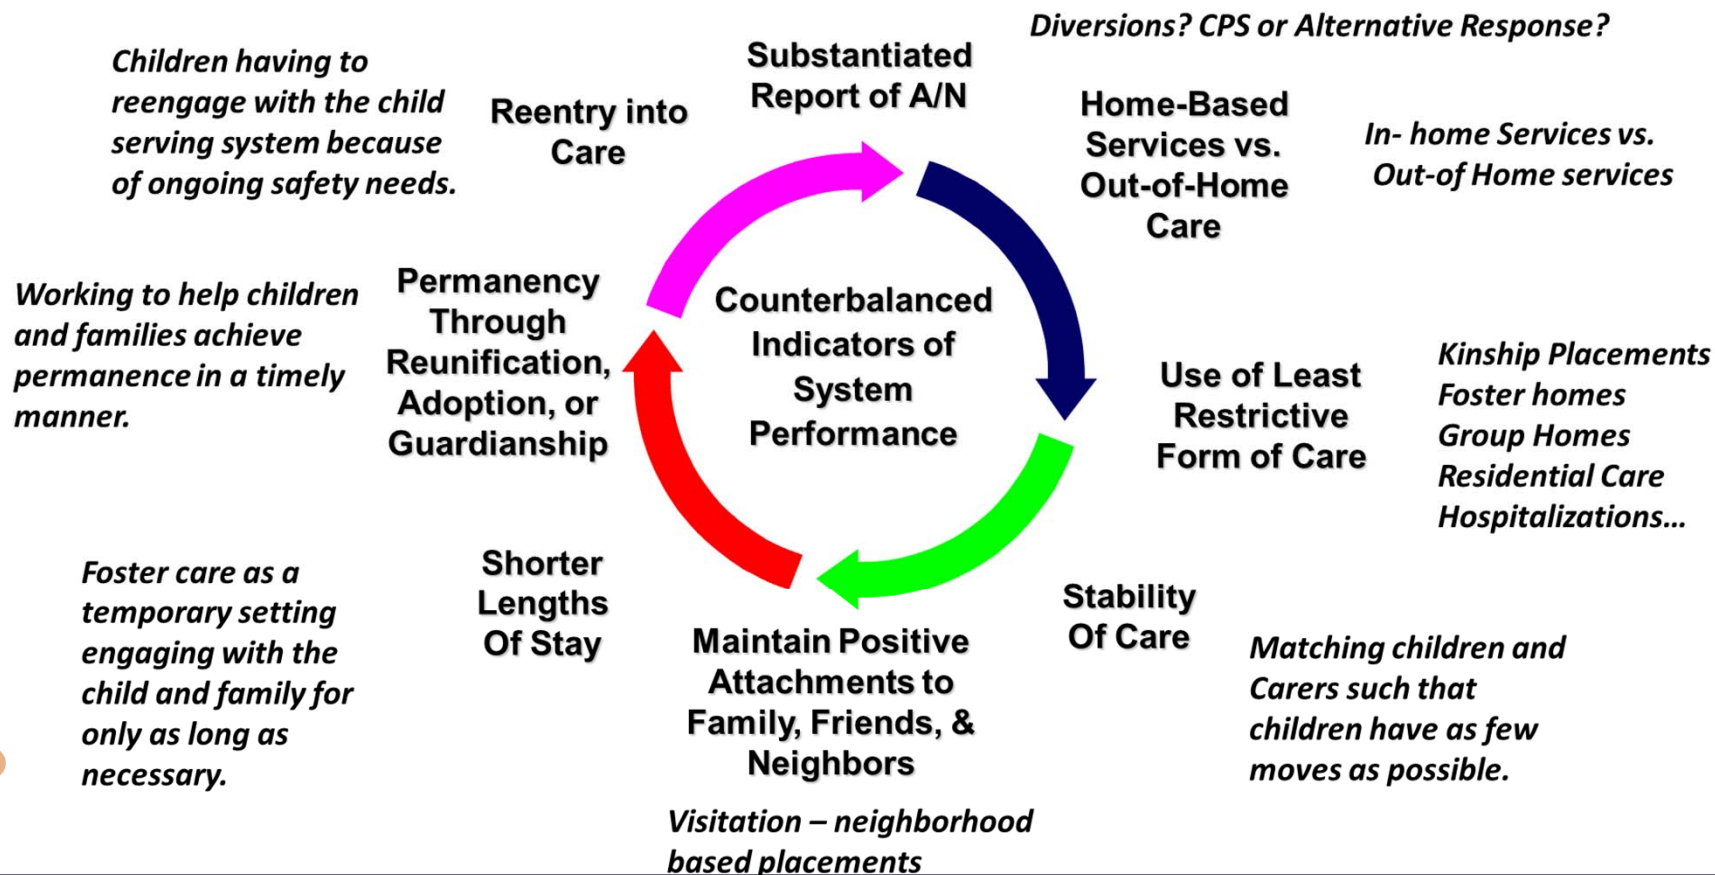 Diversions? CPS or Alternative Response?
Substantiated
Report of A/N
Home-Based
Services vs.
Out-of-Home
Care
In- home Services vs.
Out-of Home services
Use of Least
Restrictive
Form of Care
Kinship Placements
Foster homes
Group Homes
Residential Care
Hospitalizations...
Stability
Of Care
Matching children and
Carers such that
children have as few
moves as possible.
Maintain Positive
Attachments to
Family, Friends, &
Neighbors
Visitation – neighborhood
based placements
Shorter
Lengths
Of Stay
Foster care as a
temporary setting
engaging with the
child and family for
only as long as
necessary.
Permanency
Through
Reunification,
Adoption, or
Guardianship
Working to help children
and families achieve
permanence in a timely
manner.
Reentry into
Care
Children having to
reengage with the child
serving system because
of ongoing safety needs.
Counterbalanced
Indicators of
System
Performance